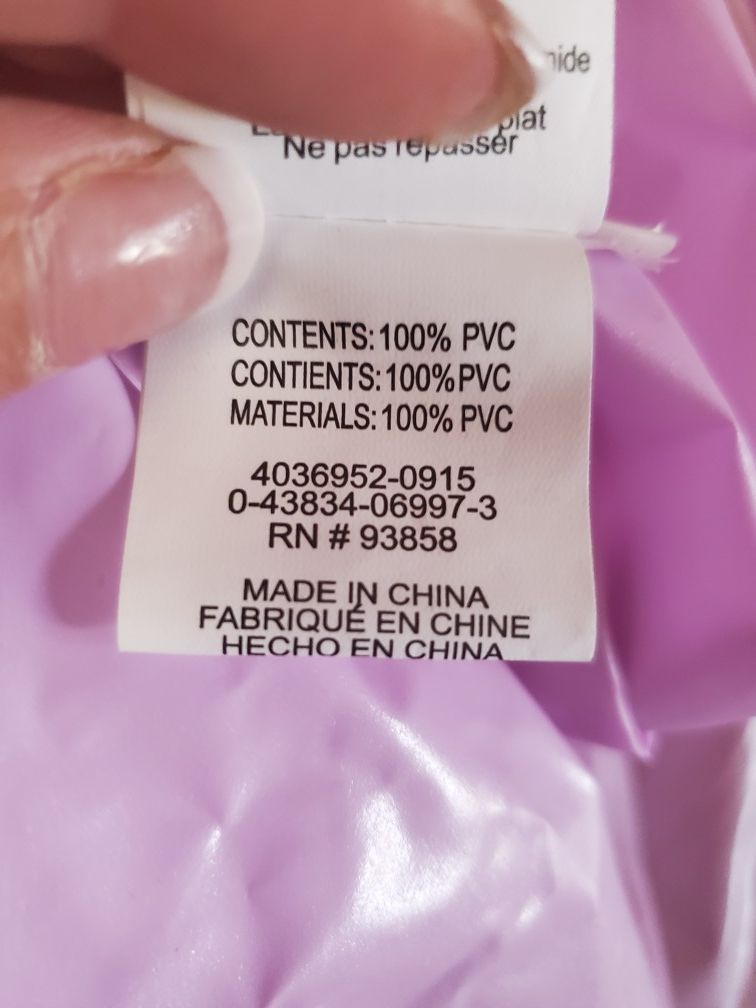 plat
Ne pas repasser
CONTENTS: 100% PVC
CONTIENTS: 100% PVC
MATERIALS: 100% PVC
4036952-0915
0-43834-06997-3
RN # 93858
MADE IN CHINA
FABRIQUÉ EN CHINE
HECHO EN CHINA